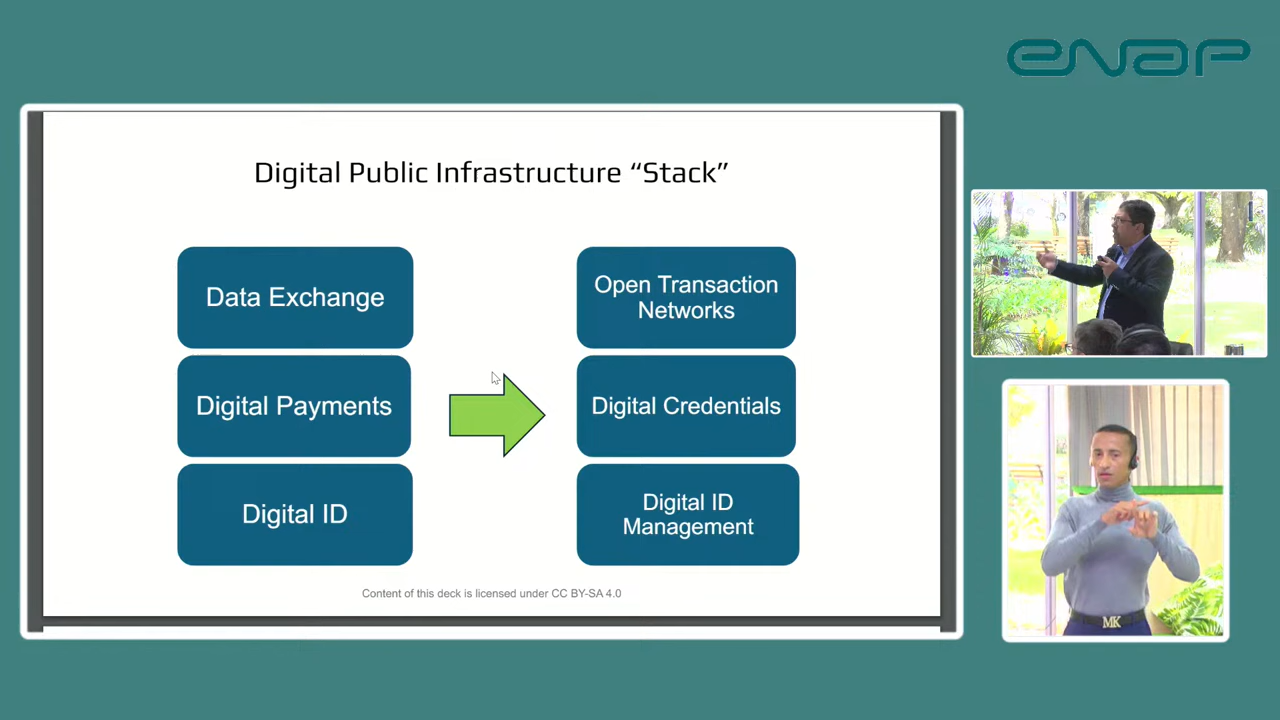 enap
Digital Public Infrastructure “Stack”
Data Exchange
Digital Payments
Digital ID
Open Transaction
Networks
Digital Credentials
Digital ID
Management
Content of this deck is licensed under CC BY-SA 4.0
MK